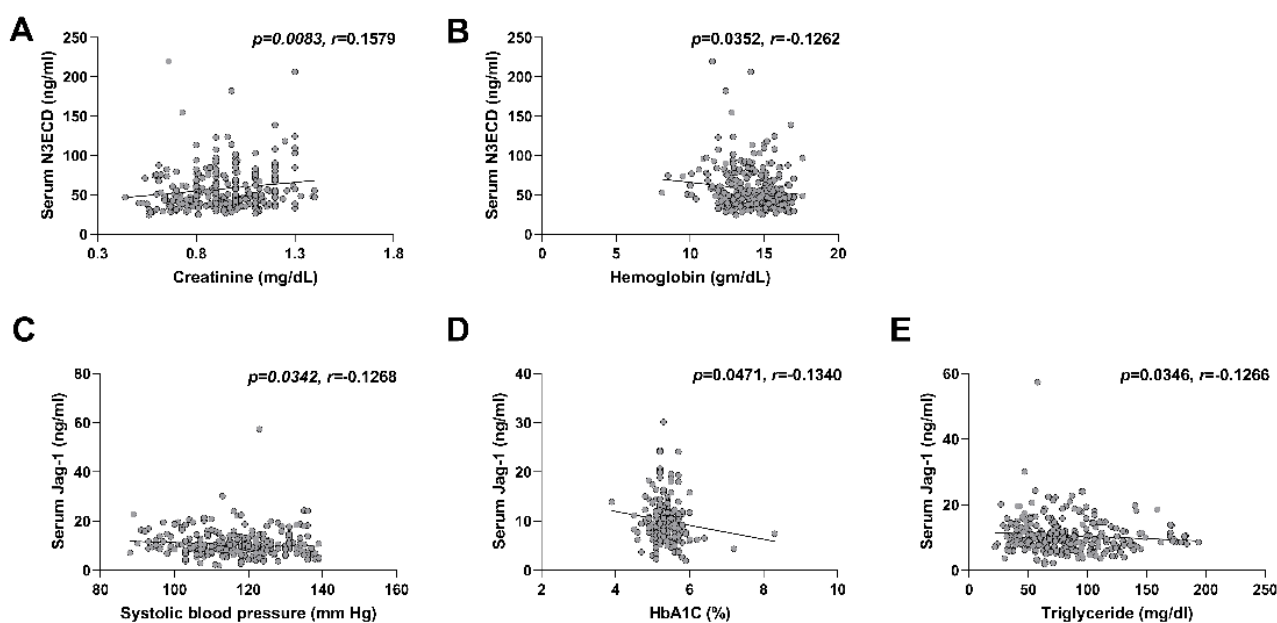 A
p=0.0083, r=0.1579
Serum N3ECD (ng/ml)
250
200
150
100
50
0
0.3 0.8 1.3 1.8
Creatinine (mg/dL)
B
p=0.0352, r=-0.1262
Serum N3ECD (ng/ml)
250
200
150
100
50
0
0 5 10 15 20
Hemoglobin (gm/dL)
C
p=0.0342, r=-0.1268
Serum Jag-1 (ng/ml)
80
60
40
20
0
80 100 120 140 160
Systolic blood pressure (mm Hg)
D
p=0.0471, r=-0.1340
Serum Jag-1 (ng/ml)
40
30
20
10
0
2 4 6 8 10
HbA1C (%)
E
p=0.0346, r=-0.1266
Serum Jag-1 (ng/ml)
60
40
20
0
0 50 100 150 200 250
Triglyceride (mg/dl)